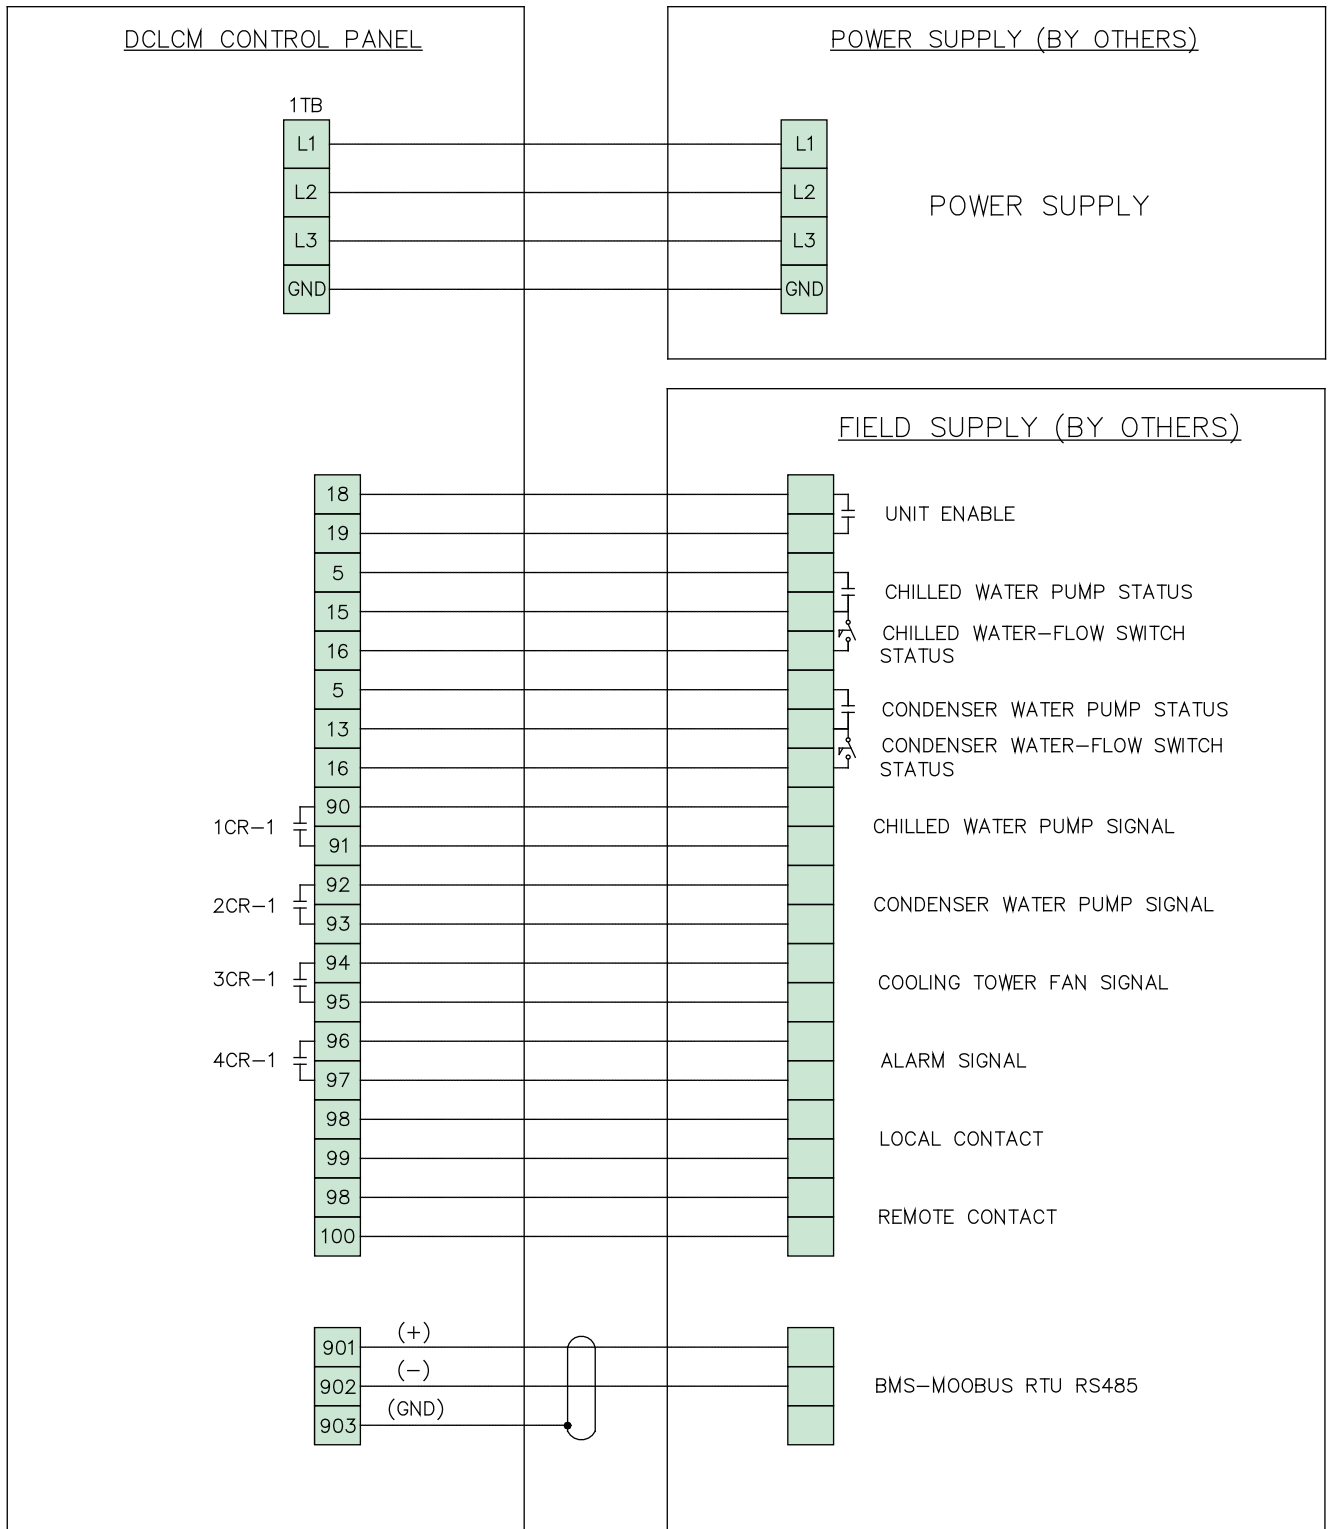 DCLCM CONTROL PANEL
POWER SUPPLY (BY OTHERS)
1TB
L1
L1
L2
L2
POWER SUPPLY
L3
L3
GND
GND
FIELD SUPPLY (BY OTHERS)
18
UNIT ENABLE
19
5
CHILLED WATER PUMP STATUS
15
CHILLED WATER-FLOW SWITCH
STATUS
16
5
CONDENSER WATER PUMP STATUS
13
CONDENSER WATER-FLOW SWITCH
STATUS
16
90
1CR-1
CHILLED WATER PUMP SIGNAL
91
92
2CR-1
CONDENSER WATER PUMP SIGNAL
93
94
3CR-1
COOLING TOWER FAN SIGNAL
95
96
4CR-1
ALARM SIGNAL
97
98
LOCAL CONTACT
99
98
REMOTE CONTACT
100
(+)
901
(-)
902
BMS-MOOBUS RTU RS485
(GND)
903